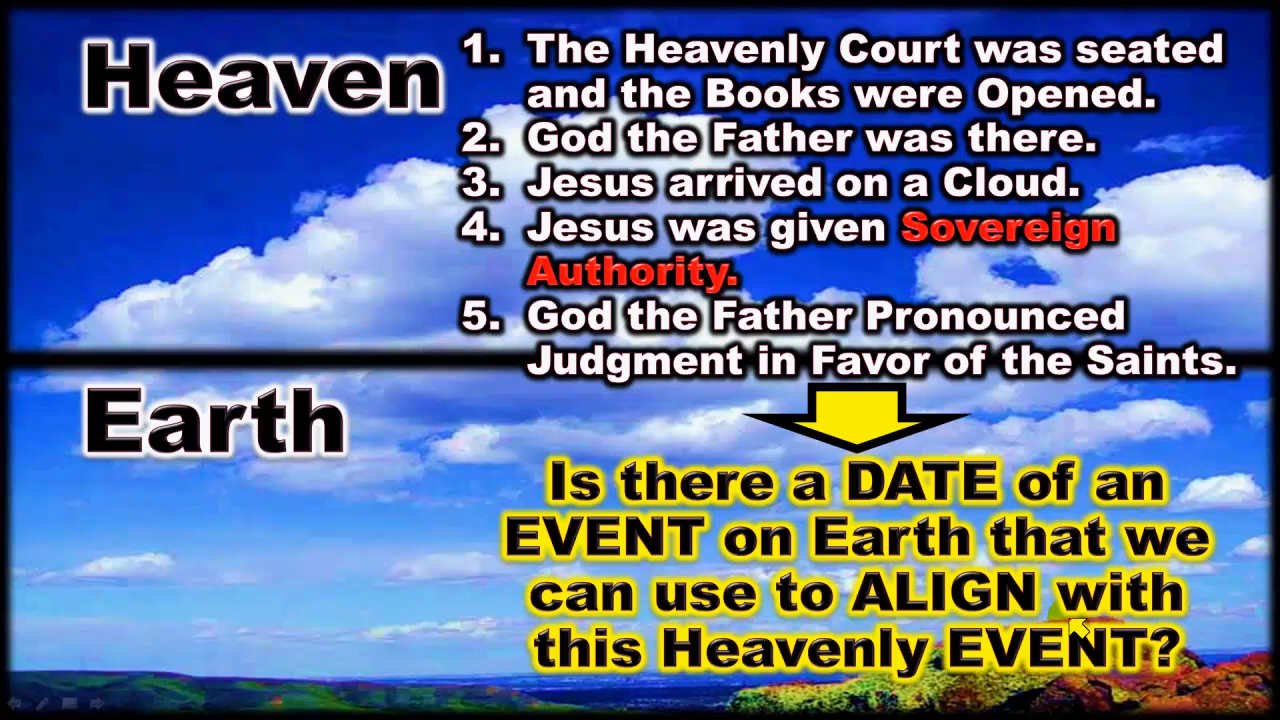 Heaven
1. The Heavenly Court was seated
and the Books were Opened.
2. God the Father was there.
3. Jesus arrived on a Cloud.
4. Jesus was given Sovereign
Authority.
5. God the Father Pronounced
Judgment in Favor of the Saints.
Earth
Is there a DATE of an
EVENT on Earth that we
can use to ALIGN with
this Heavenly EVENT?